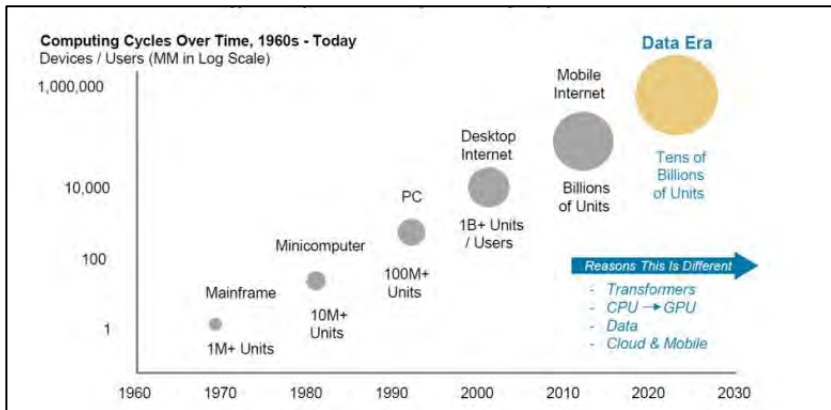 Computing Cycles Over Time, 1960s - Today
Devices / Users (MM in Log Scale)
1,000,000
10,000
100
1
Mainframe
1M+ Units
Minicomputer
10M+
Units
PC
100M+
Units
Desktop
Internet
1B+ Units
/ Users
Mobile
Internet
Billions
of Units
Data Era
Tens of
Billions
of Units
Reasons This Is Different
- Transformers
- CPU → GPU
- Data
- Cloud & Mobile
1960 1970 1980 1990 2000 2010 2020 2030